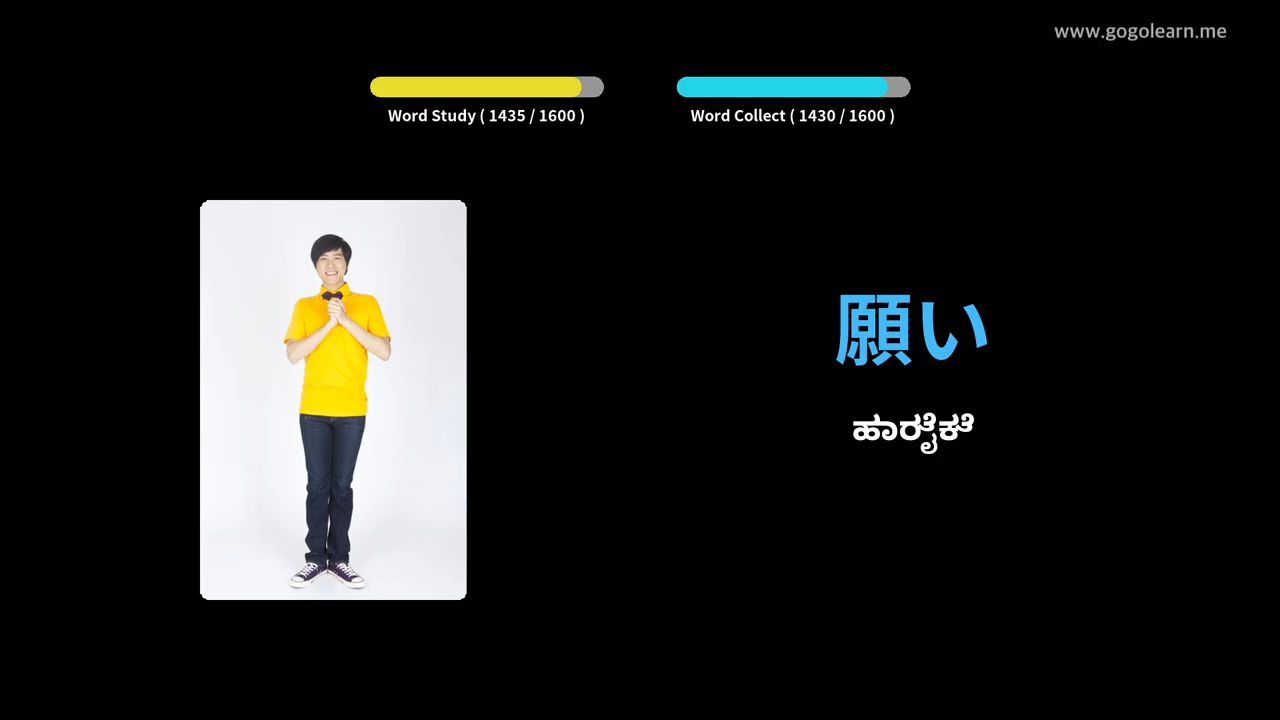 www.gogolearn.me
Word Study ( 1435 / 1600 )
Word Collect ( 1430 / 1600 )
願い
ಹಾರೈಕೆ